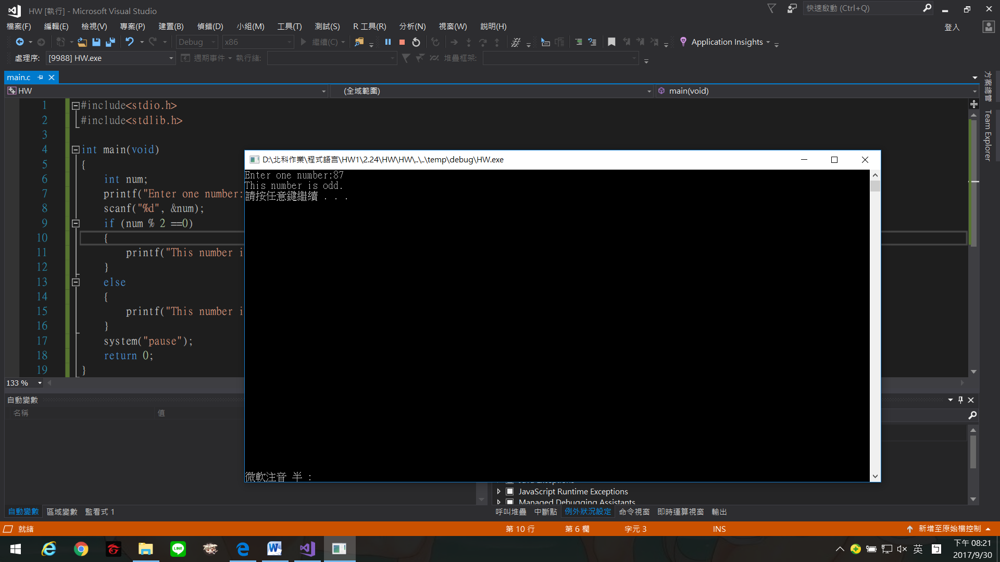 HW [執行] - Microsoft Visual Studio
快速啟動 (Ctrl+Q)
檔案(F) 編輯(E) 檢視(V) 專案(P) 建置(B) 偵錯(D) 小組(M) 工具(T) 測試(S) R 工具(R) 分析(N) 視窗(W) 說明(H)
登入
Debug x86 繼續(C) Application Insights
處理序: [9988] HW.exe 週期事件 執行緒: 堆疊框架:
main.c
HW (全域範圍) main(void)
方案總管
Team Explorer
1 #include<stdio.h>
2 #include<stdlib.h>
3
4 int main(void)
5 {
6 int num;
7 printf("Enter one number:
8 scanf("%d", &num);
9 if (num % 2 ==0)
10 {
11 printf("This number i
12 }
13 else
14 {
15 printf("This number i
16 }
17 system("pause");
18 return 0;
19 }
D:\北科作業\程式語言\HW1\2.24\HW\HW\..\..\temp\debug\HW.exe
Enter one number:87
This number is odd.
請按任意鍵繼續 . . .
微軟注音 半 :
133 %
自動變數
名稱 值
Java Exceptions
JavaScript Runtime Exceptions
Managed Debugging Assistants
自動變數 區域變數 監看式 1
呼叫堆疊 中斷點 例外狀況設定 命令視窗 即時運算視窗 輸出
就緒 第 10 行 第 6 欄 字元 3 INS 新增至原始檔控制
LINE
英
下午 08:21
2017/9/30